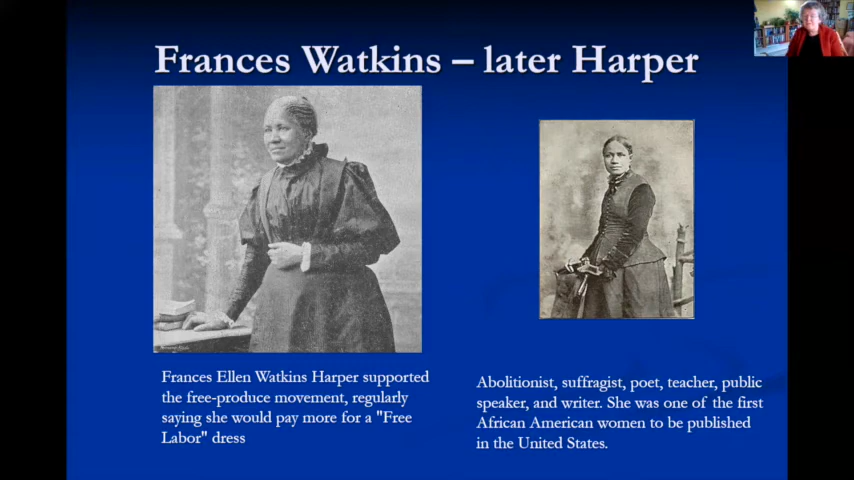 Frances Watkins – later Harper
Frances Ellen Watkins Harper supported
the free-produce movement, regularly
saying she would pay more for a "Free
Labor" dress
Abolitionist, suffragist, poet, teacher, public
speaker, and writer. She was one of the first
African American women to be published
in the United States.